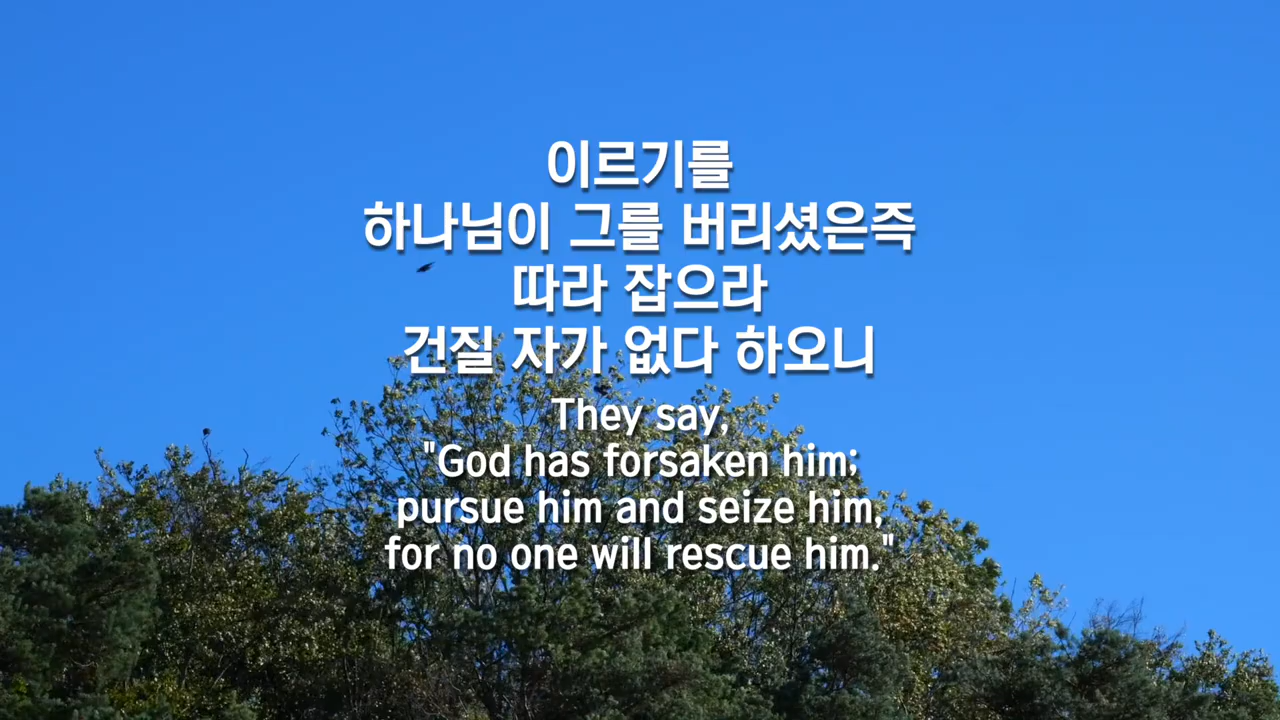 이르기를
하나님이 그를 버리셨은즉
따라 잡으라
건질 자가 없다 하오니
They say,
"God has forsaken him;
pursue him and seize him,
for no one will rescue him."